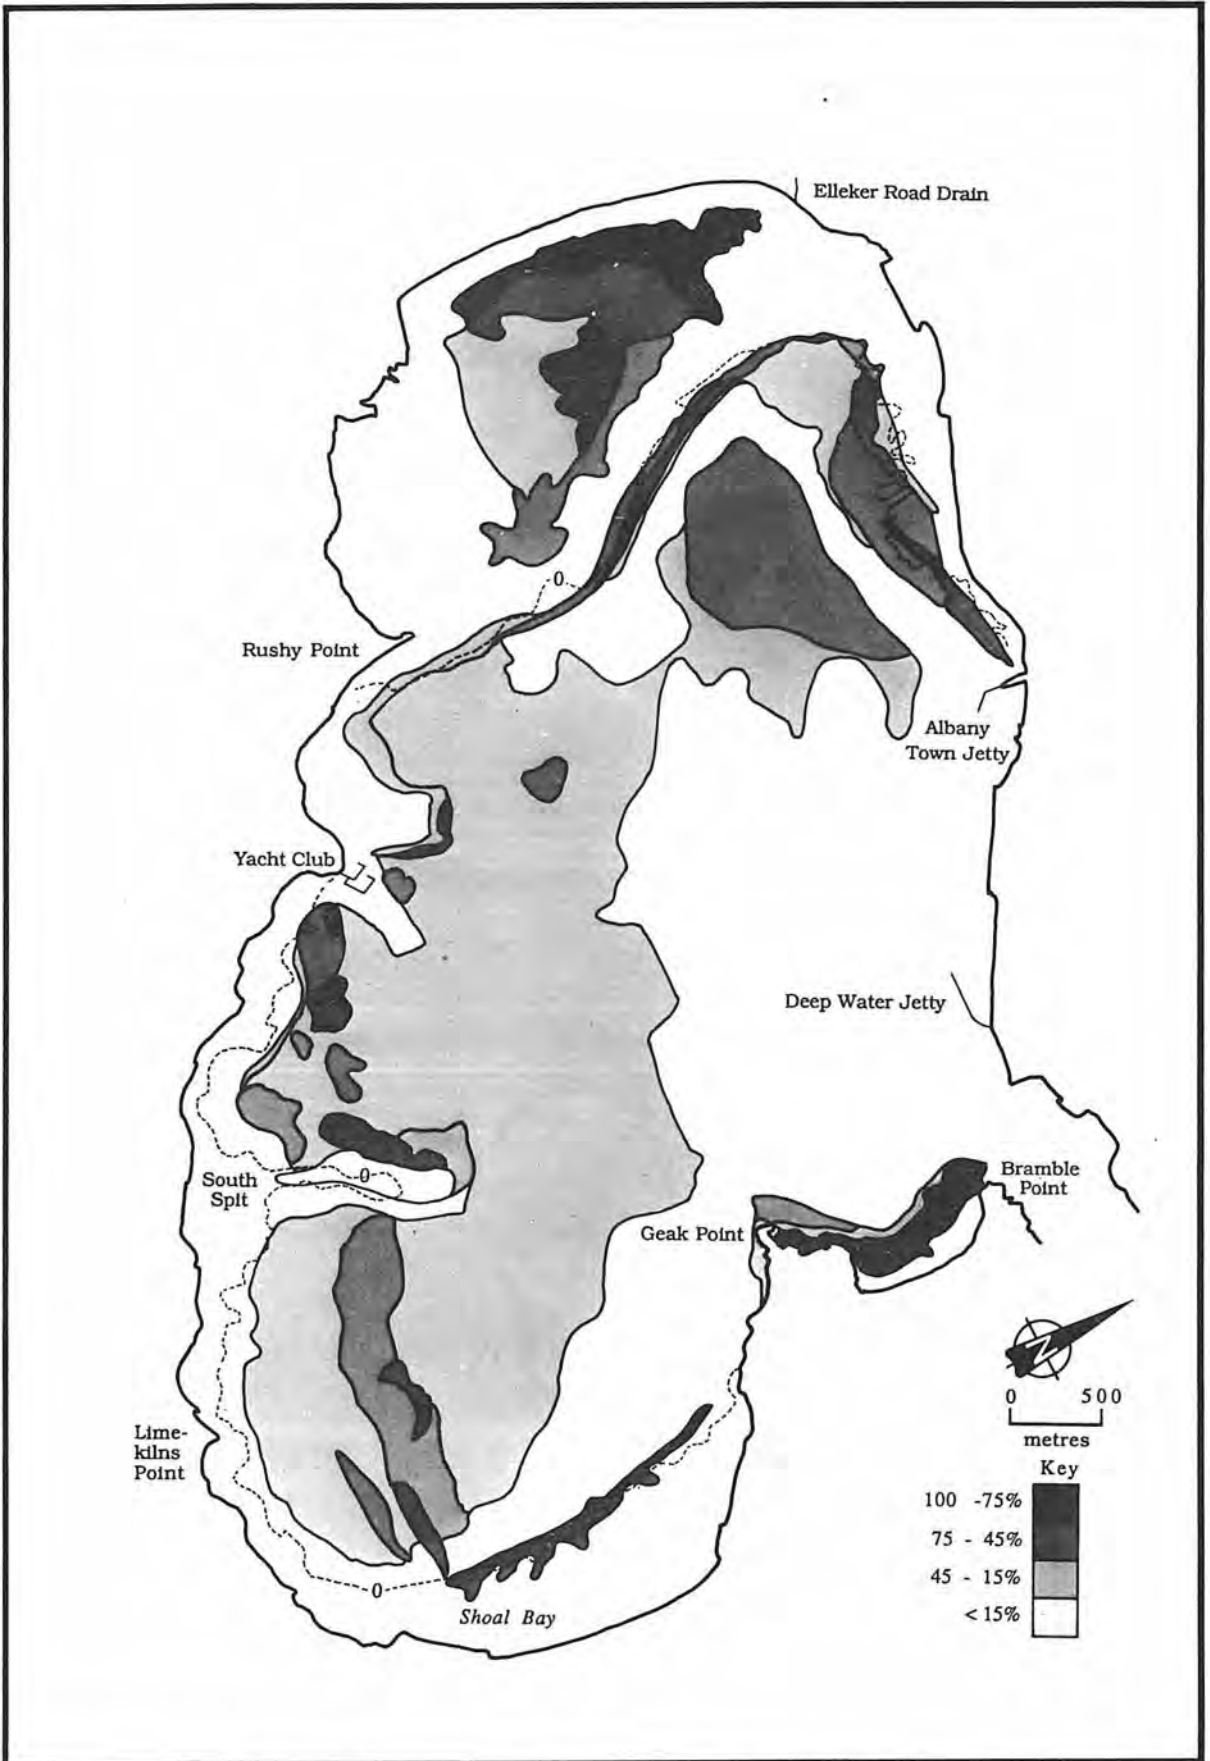 Elleker Road Drain
0
Rushy Point
Albany
Town Jetty
Yacht Club
Deep Water Jetty
South
Spit
0
Bramble
Point
Geak Point
N
0 500
metres
Lime-
kilns
Point
Key
100 -75%
75 - 45%
45 - 15%
< 15%
0
Shoal Bay